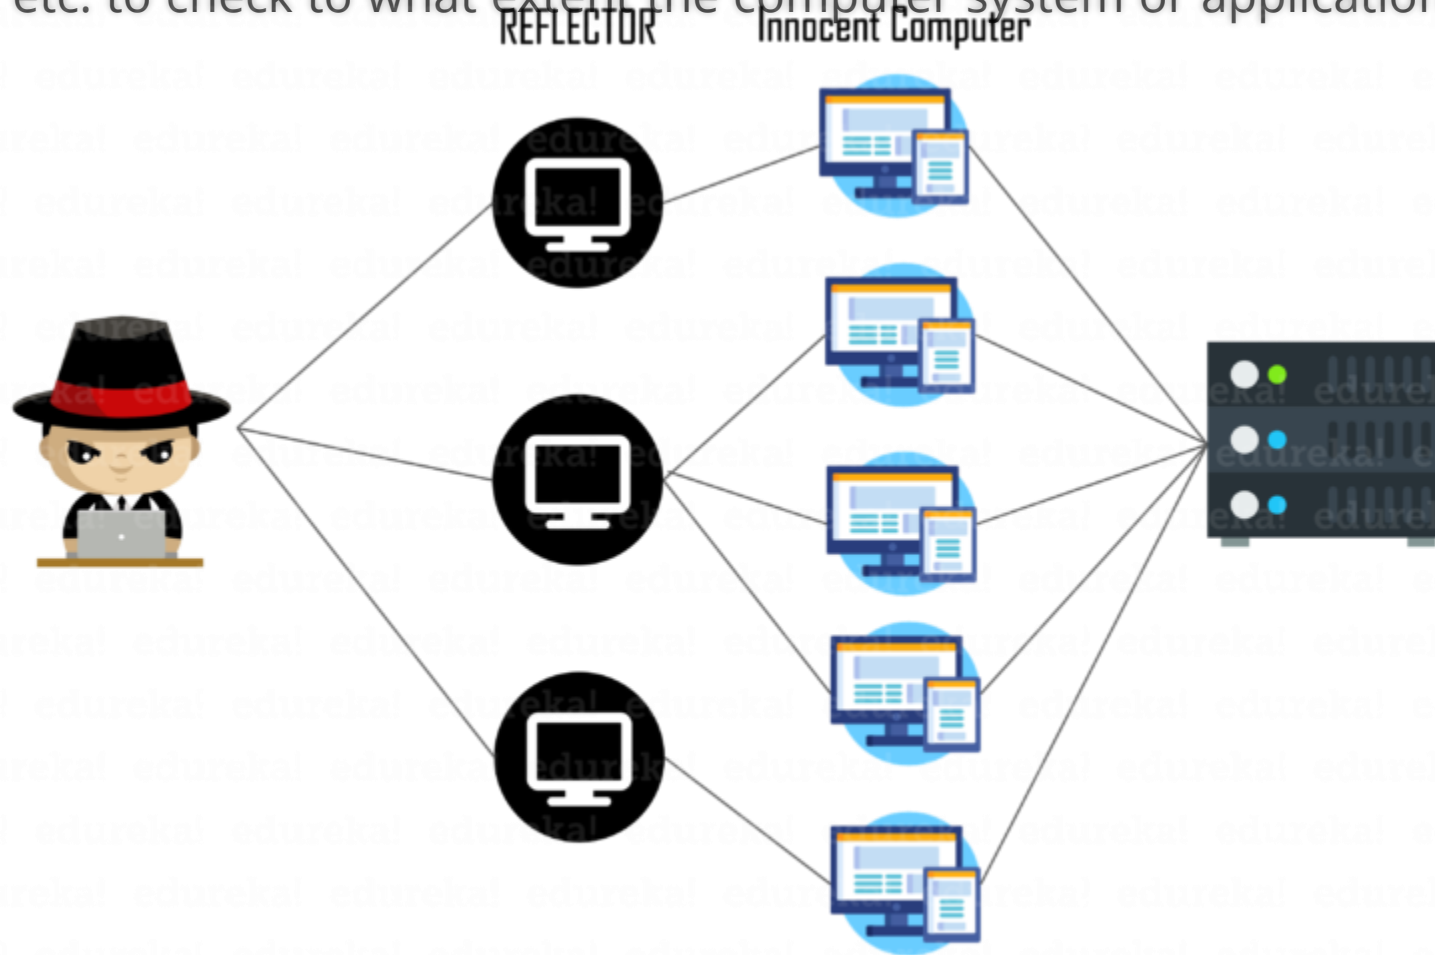 etc. to check to what extent the computer system or application
REFLECTOR
Innocent Computer